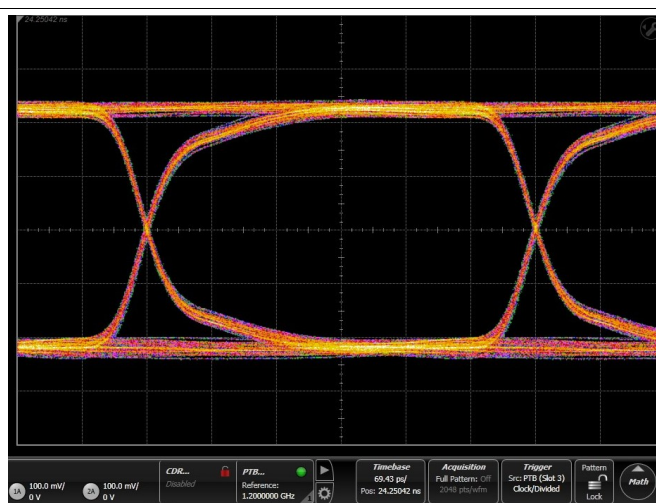 24.25042 ns
CDR...
Disabled
PTB...
Reference:
1.2000000 GHz
Timebase
69.43 ps/
Pos: 24.25042 ns
Acquisition
Full Pattern: Off
2048 pts/wfm
Trigger
Src: PTB (Slot 3)
Clock/Divided
Pattern
Lock
Math
1A
100.0 mV/
0 V
2A
100.0 mV/
0 V